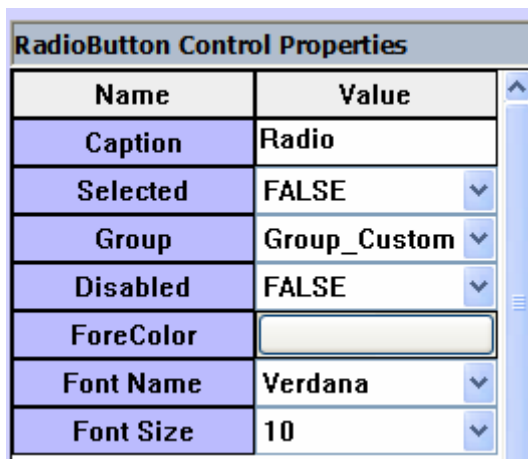 RadioButton Control Properties
Name Value
Caption Radio
Selected FALSE
Group Group_Custom
Disabled FALSE
ForeColor
Font Name Verdana
Font Size 10